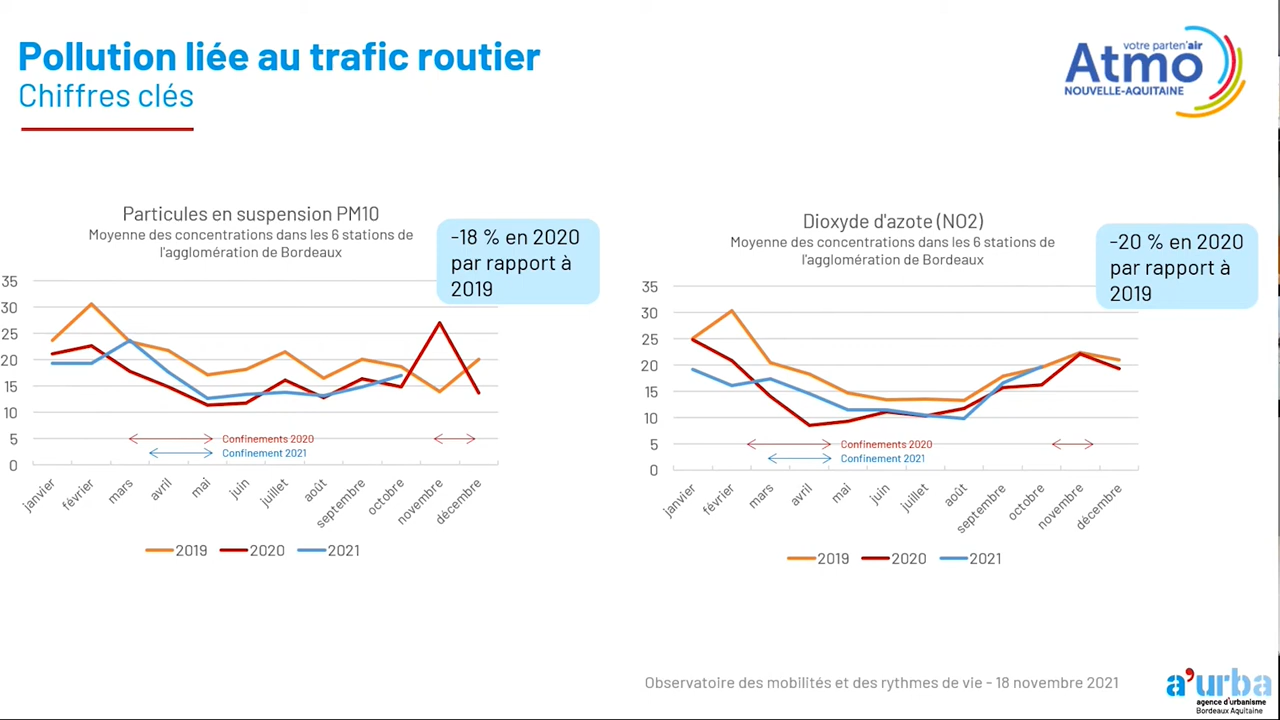 Pollution liée au trafic routier
Chiffres clés
votre parten'air
Atmo
NOUVELLE-AQUITAINE
Particules en suspension PM10
Moyenne des concentrations dans les 6 stations de
l'agglomération de Bordeaux
-18 % en 2020
par rapport à
2019
35
30
25
20
15
10
5
0
Confinements 2020
Confinement 2021
janvier
février
mars
avril
mai
juin
juillet
août
septembre
octobre
novembre
décembre
2019 2020 2021
Dioxyde d'azote (NO2)
Moyenne des concentrations dans les 6 stations de
l'agglomération de Bordeaux
-20 % en 2020
par rapport à
2019
35
30
25
20
15
10
5
0
Confinements 2020
Confinement 2021
janvier
février
mars
avril
mai
juin
juillet
août
septembre
octobre
novembre
décembre
2019 2020 2021
Observatoire des mobilités et des rythmes de vie - 18 novembre 2021
a'urba
agence d'urbanisme
Bordeaux Aquitaine